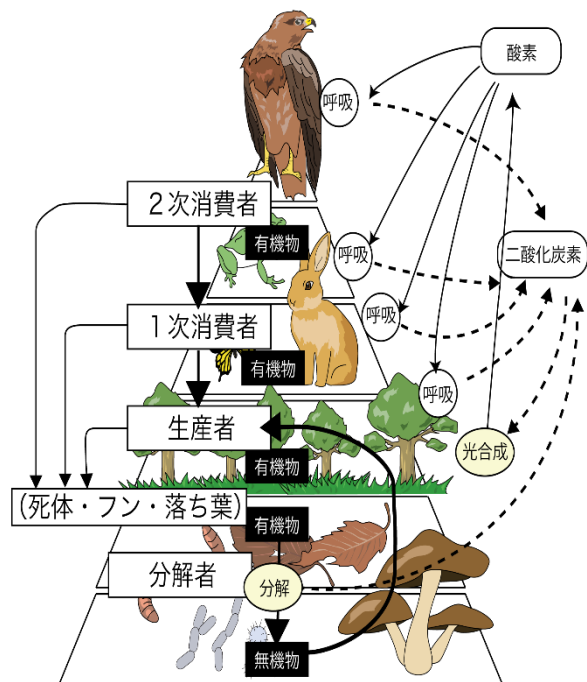 酸素
呼吸
２次消費者
有機物
呼吸
二酸化炭素
１次消費者
呼吸
有機物
呼吸
生産者
光合成
有機物
(死体・フン・落ち葉)
有機物
分解者
分解
無機物